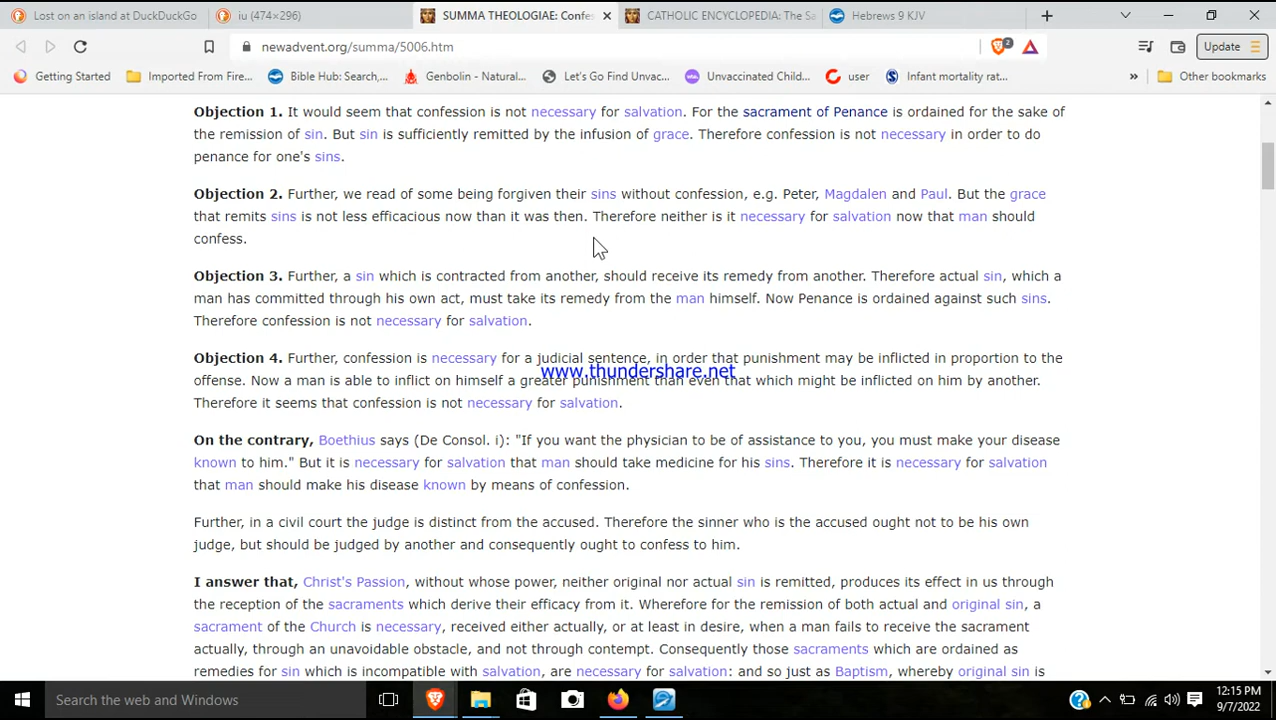 Lost on an island at DuckDuckGo
iu (474×296)
SUMMA THEOLOGIAE: Confes
CATHOLIC ENCYCLOPEDIA: The Sa
Hebrews 9 KJV
newadvent.org/summa/5006.htm
2
Update
Getting Started
Imported From Fire...
Bible Hub: Search,...
Genbolin - Natural...
Let's Go Find Unvac...
Unvaccinated Child...
user
Infant mortality rat...
»
Other bookmarks
Objection 1. It would seem that confession is not necessary for salvation. For the sacrament of Penance is ordained for the sake of
the remission of sin. But sin is sufficiently remitted by the infusion of grace. Therefore confession is not necessary in order to do
penance for one's sins.
Objection 2. Further, we read of some being forgiven their sins without confession, e.g. Peter, Magdalen and Paul. But the grace
that remits sins is not less efficacious now than it was then. Therefore neither is it necessary for salvation now that man should
confess.
Objection 3. Further, a sin which is contracted from another, should receive its remedy from another. Therefore actual sin, which a
man has committed through his own act, must take its remedy from the man himself. Now Penance is ordained against such sins.
Therefore confession is not necessary for salvation.
Objection 4. Further, confession is necessary for a judicial sentence, in order that punishment may be inflicted in proportion to the
www.thundershare.net
offense. Now a man is able to inflict on himself a greater punishment than even that which might be inflicted on him by another.
Therefore it seems that confession is not necessary for salvation.
On the contrary, Boethius says (De Consol. i): "If you want the physician to be of assistance to you, you must make your disease
known to him." But it is necessary for salvation that man should take medicine for his sins. Therefore it is necessary for salvation
that man should make his disease known by means of confession.
Further, in a civil court the judge is distinct from the accused. Therefore the sinner who is the accused ought not to be his own
judge, but should be judged by another and consequently ought to confess to him.
I answer that, Christ's Passion, without whose power, neither original nor actual sin is remitted, produces its effect in us through
the reception of the sacraments which derive their efficacy from it. Wherefore for the remission of both actual and original sin, a
sacrament of the Church is necessary, received either actually, or at least in desire, when a man fails to receive the sacrament
actually, through an unavoidable obstacle, and not through contempt. Consequently those sacraments which are ordained as
remedies for sin which is incompatible with salvation, are necessary for salvation: and so just as Baptism, whereby original sin is
Search the web and Windows
12:15 PM
9/7/2022